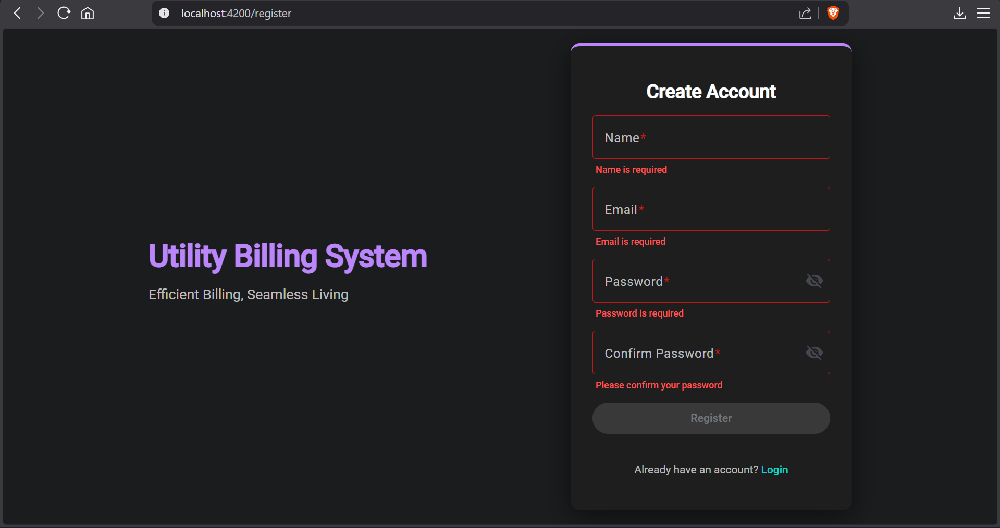 localhost:4200/register
Utility Billing System
Efficient Billing, Seamless Living
Create Account
Name*
Name is required
Email*
Email is required
Password*
Password is required
Confirm Password*
Please confirm your password
Register
Already have an account? Login